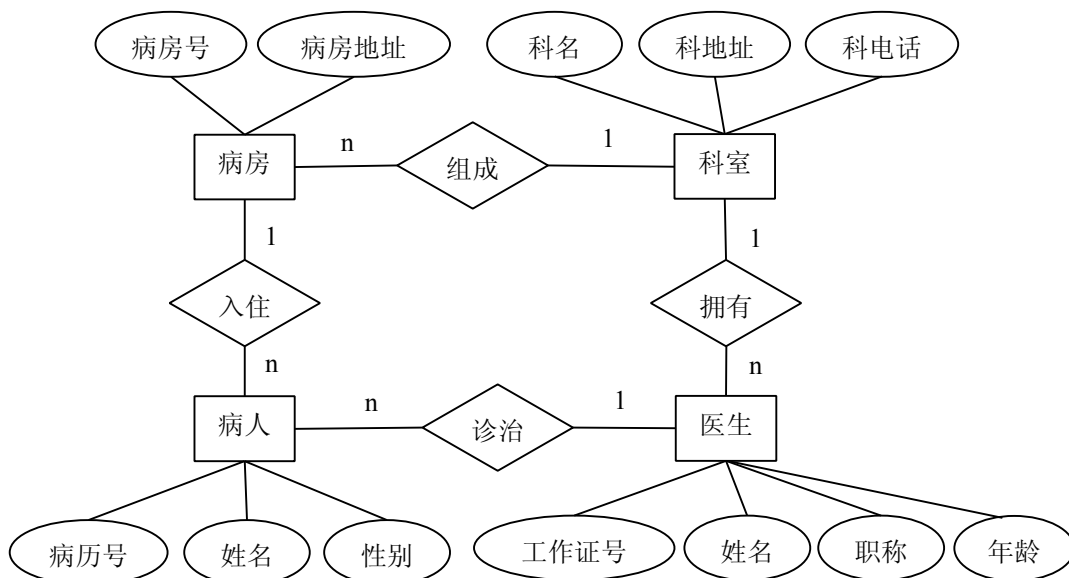 病房号 病房地址 科名 科地址 科电话
病房 n 组成 1 科室
1 1
入住 拥有
n n
病人 n 诊治 1 医生
病历号 姓名 性别 工作证号 姓名 职称 年龄